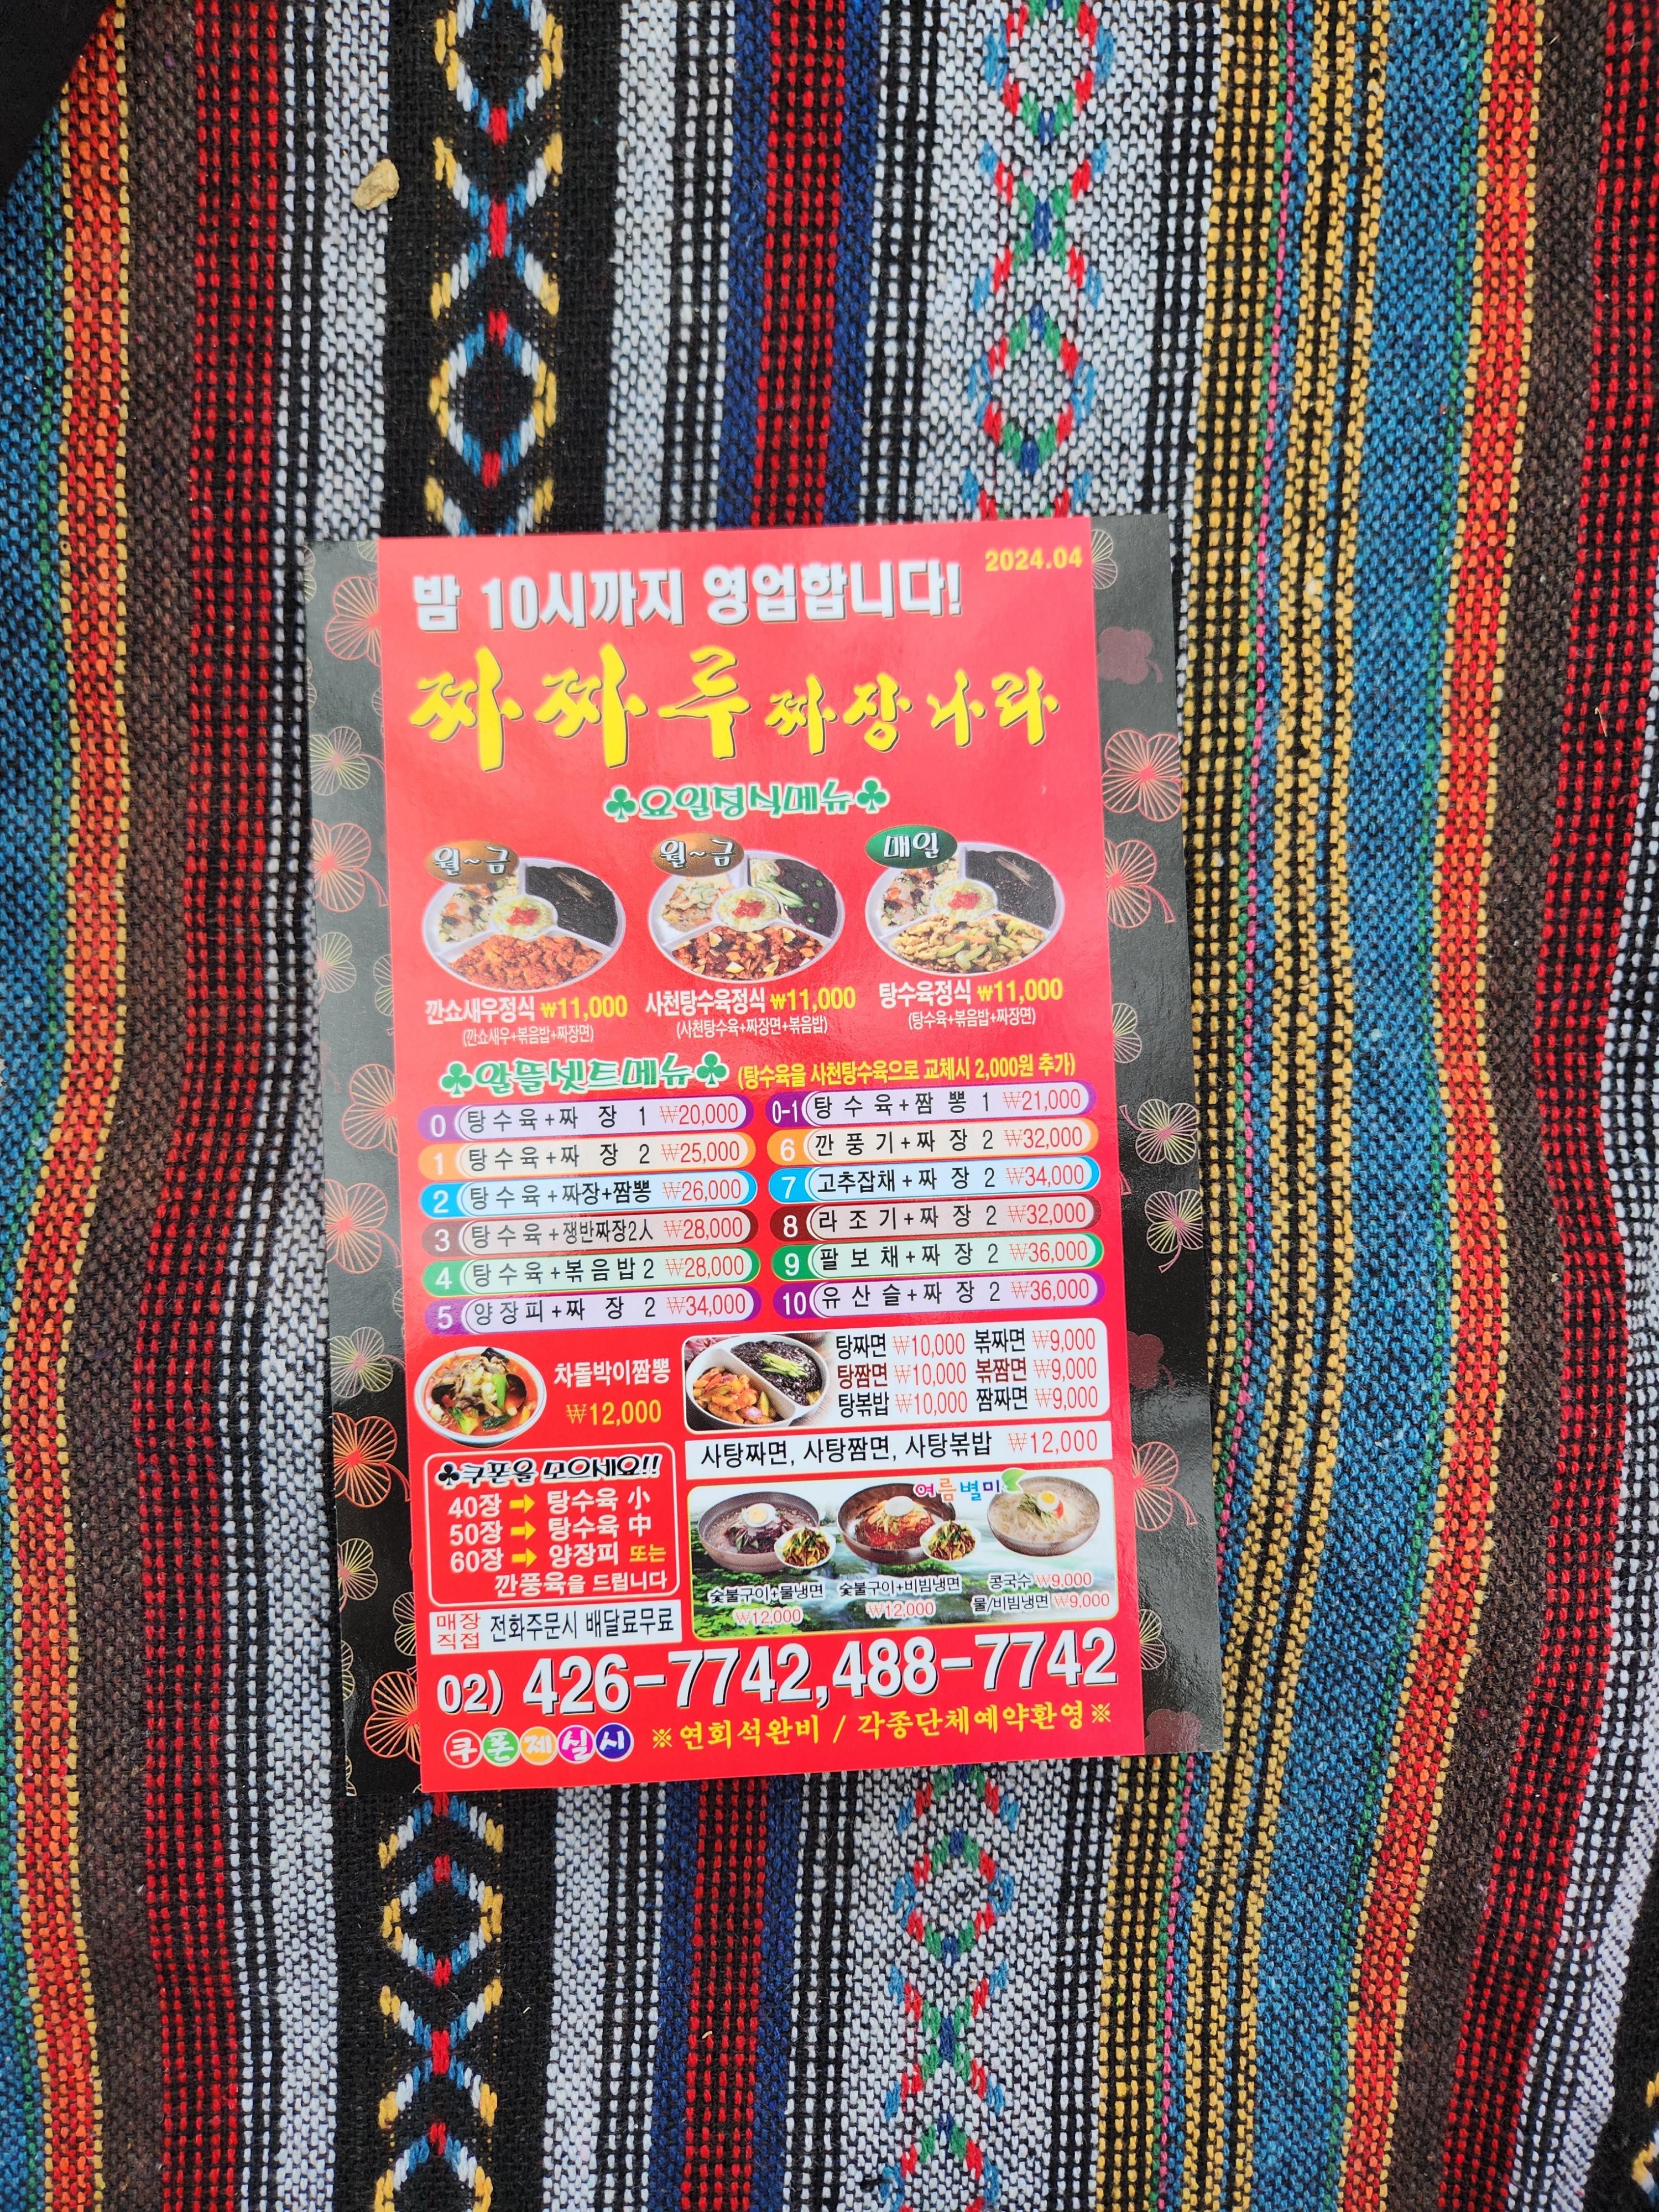 2024.04
밤 10시까지 영업합니다!
짜짜루 짜장나라
♣요일정식메뉴♣
월~금
월~금
매일
깐쇼새우정식 ₩11,000
(깐쇼새우+볶음밥+짜장면)
사천탕수육정식 ₩11,000
(사천탕수육+짜장면+볶음밥)
탕수육정식 ₩11,000
(탕수육+볶음밥+짜장면)
♣알뜰셋트메뉴♣ (탕수육을 사천탕수육으로 교체시 2,000원 추가)
0 탕수육+짜 장 1 ₩20,000
1 탕수육+짜 장 2 ₩25,000
2 탕수육+짜장+짬뽕 ₩26,000
3 탕수육+쟁반짜장2人 ₩28,000
4 탕수육+볶음밥2 ₩28,000
5 양장피+짜 장 2 ₩34,000
0-1 탕수육+짬뽕 1 ₩21,000
6 깐풍기+짜장 2 ₩32,000
7 고추잡채+짜장 2 ₩34,000
8 라조기+짜장 2 ₩32,000
9 팔보채+짜장 2 ₩36,000
10 유산슬+짜장 2 ₩36,000
차돌박이짬뽕
₩12,000
탕짜면 ₩10,000 볶짜면 ₩9,000
탕짬면 ₩10,000 볶짬면 ₩9,000
탕볶밥 ₩10,000 짬짜면 ₩9,000
사탕짜면, 사탕짬면, 사탕볶밥 ₩12,000
♣쿠폰을 모으세요!!
40장 ➡ 탕수육 小
50장 ➡ 탕수육 中
60장 ➡ 양장피 또는
깐풍육을 드립니다
여름별미
숯불구이+물냉면
₩12,000
숯불구이+비빔냉면
₩12,000
콩국수 ₩9,000
물/비빔냉면 ₩9,000
매장
직접
전화주문시 배달료무료
02) 426-7742,488-7742
쿠폰제실시
※연회석완비 / 각종단체예약환영※